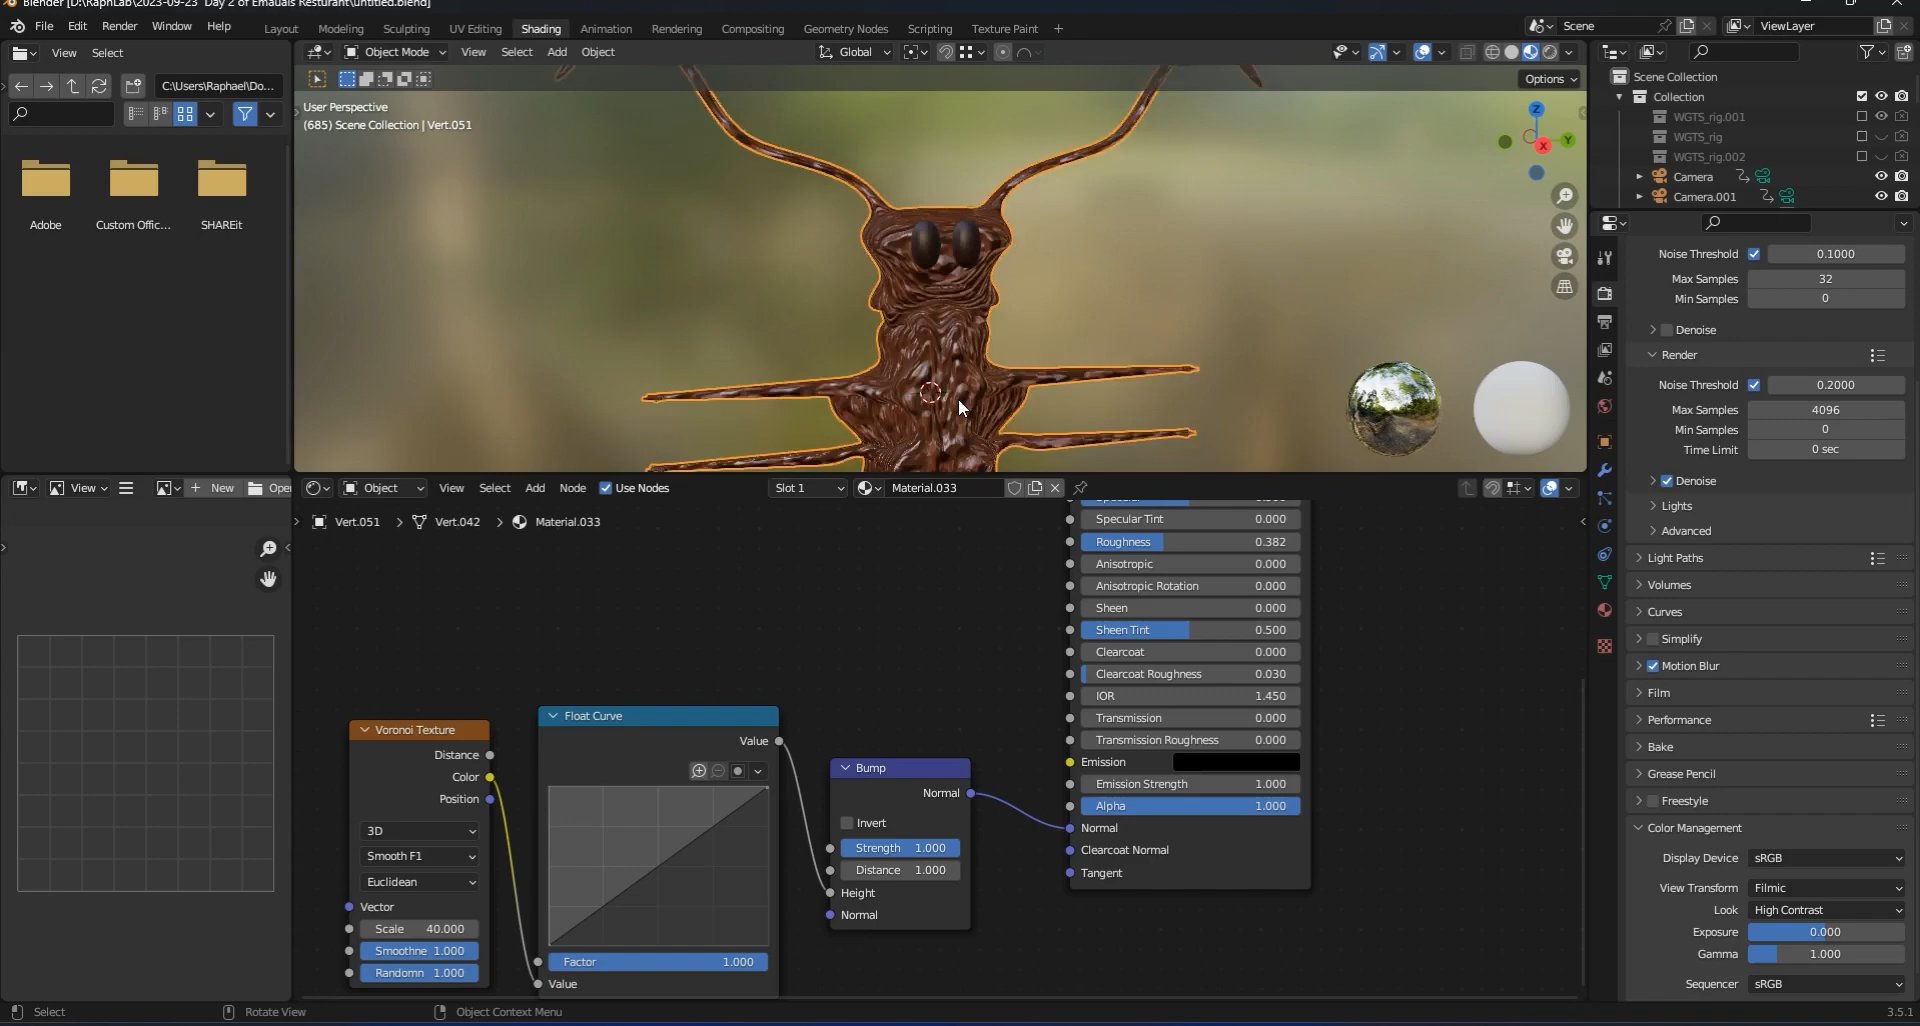 Blender [D:\RaphLab\2023-09-23 Day 2 of Emauals Resturant\untitled.blend]
File Edit Render Window Help Layout Modeling Sculpting UV Editing Shading Animation Rendering Compositing Geometry Nodes Scripting Texture Paint + Scene ViewLayer
View Select Object Mode View Select Add Object Global
C:\Users\Raphael\Do... Options
User Perspective
(685) Scene Collection | Vert.051
Adobe Custom Offic... SHAREit
Z
Y
X
Scene Collection
Collection
WGTS_rig.001
WGTS_rig
WGTS_rig.002
Camera
Camera.001
Noise Threshold 0.1000
Max Samples 32
Min Samples 0
Denoise
Render
Noise Threshold 0.2000
Max Samples 4096
Min Samples 0
Time Limit 0 sec
Denoise
Lights
Advanced
Light Paths
Volumes
Curves
Simplify
Motion Blur
Film
Performance
Bake
Grease Pencil
Freestyle
Color Management
Display Device sRGB
View Transform Filmic
Look High Contrast
Exposure 0.000
Gamma 1.000
Sequencer sRGB
View + New Ope
Object View Select Add Node Use Nodes Slot 1 Material.033
Vert.051 > Vert.042 > Material.033
Specular Tint 0.000
Roughness 0.382
Anisotropic 0.000
Anisotropic Rotation 0.000
Sheen 0.000
Sheen Tint 0.500
Clearcoat 0.000
Clearcoat Roughness 0.030
IOR 1.450
Transmission 0.000
Transmission Roughness 0.000
Emission
Emission Strength 1.000
Alpha 1.000
Normal
Clearcoat Normal
Tangent
Voronoi Texture
Distance
Color
Position
3D
Smooth F1
Euclidean
Vector
Scale 40.000
Smoothne 1.000
Randomn 1.000
Float Curve
Value
Factor 1.000
Value
Bump
Normal
Invert
Strength 1.000
Distance 1.000
Height
Normal
Select Rotate View Object Context Menu 3.5.1